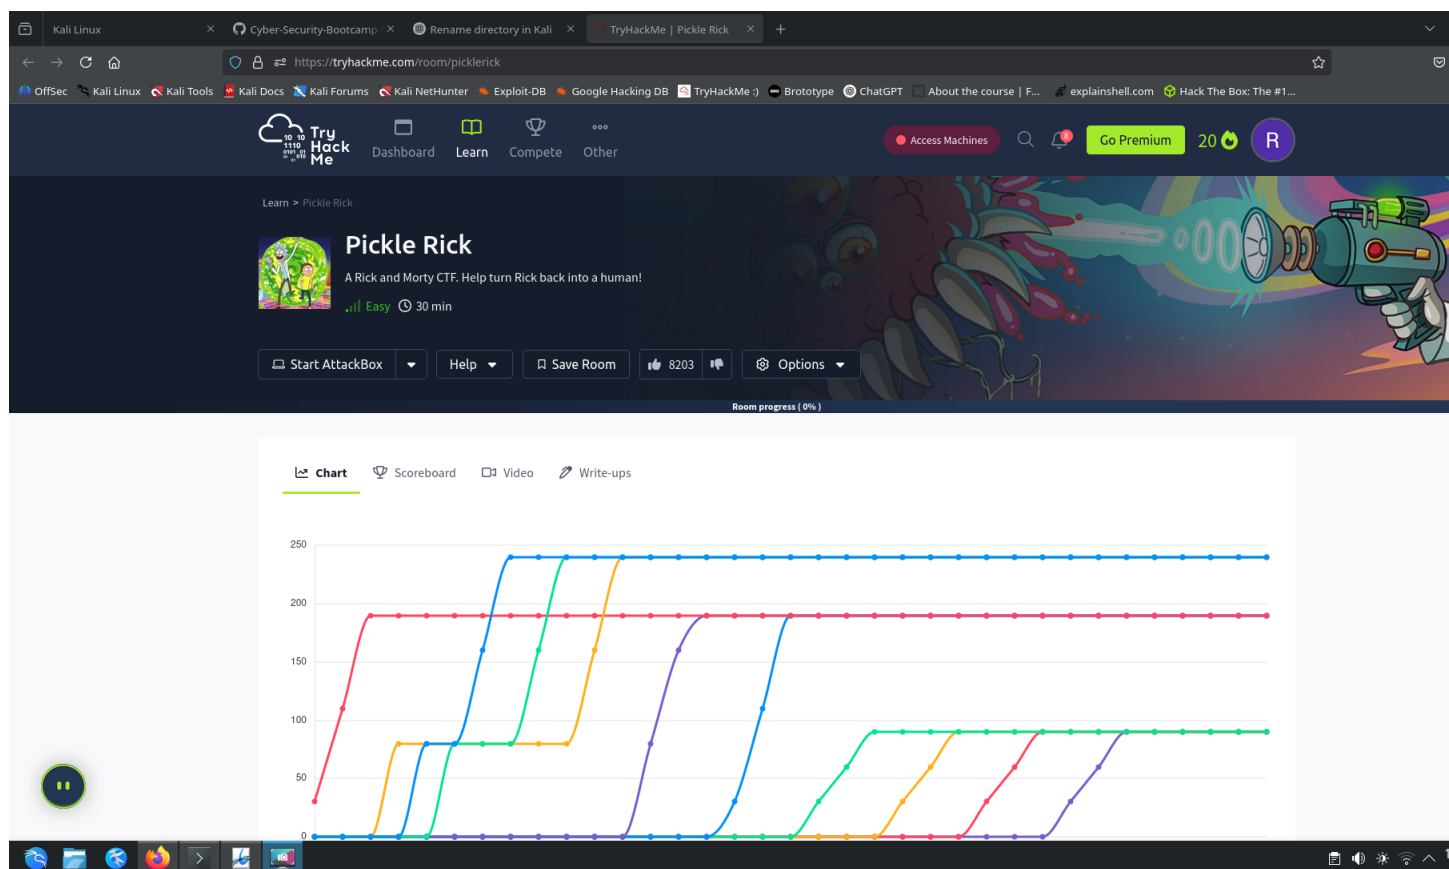 Kali Linux
Cyber-Security-Bootcamp
Rename directory in Kali
TryHackMe | Pickle Rick
https://tryhackme.com/room/picklerick
OffSec Kali Linux Kali Tools Kali Docs Kali Forums Kali NetHunter Exploit-DB Google Hacking DB TryHackMe :) Brototype ChatGPT About the course | F... explainshell.com Hack The Box: The #1...
Try Hack Me
Dashboard Learn Compete Other
Access Machines
8
Go Premium
20
R
Learn > Pickle Rick
Pickle Rick
A Rick and Morty CTF. Help turn Rick back into a human!
Easy 30 min
Start AttackBox Help Save Room 8203 Options
Room progress ( 0% )
Chart Scoreboard Video Write-ups
250
200
150
100
50
0